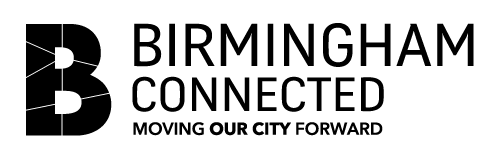 B
BIRMINGHAM
CONNECTED
MOVING OUR CITY FORWARD